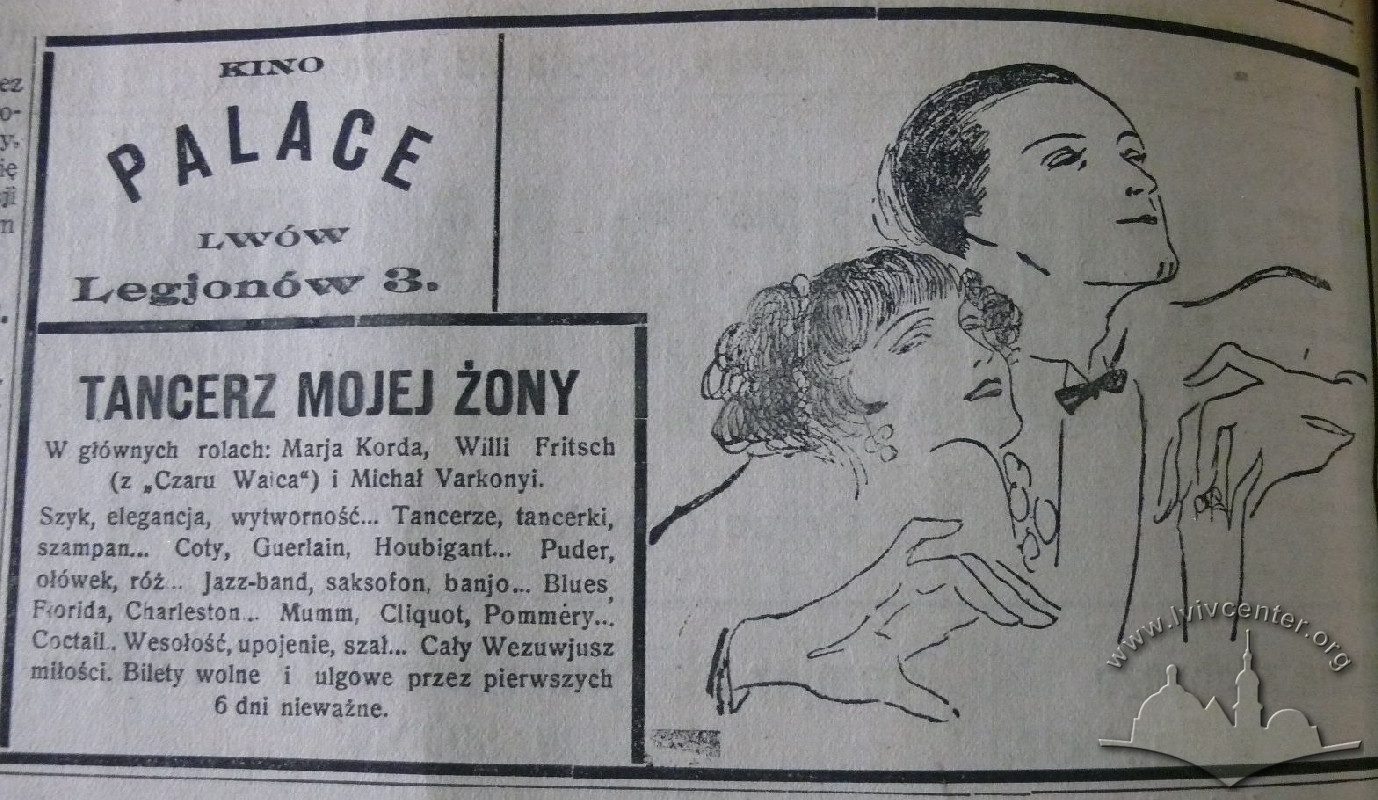 KINO
PALACE
LWÓW
Legjonów 3.
TANCERZ MOJEJ ŻONY
W głównych rolach: Marja Korda, Willi Fritsch
(z „Czaru Walca“) i Michał Varkonyi.
Szyk, elegancja, wytworność... Tancerze, tancerki,
szampan... Coty, Guerlain, Houbigant... Puder,
ołówek, róż... Jazz-band, saksofon, banjo... Blues,
Florida, Charleston... Mumm, Cliquot, Pomméry...
Coctail.. Wesołość, upojenie, szał... Cały Wezuwjusz
miłości. Bilety wolne i ulgowe przez pierwszych
6 dni nieważne.
www.lvivcenter.org